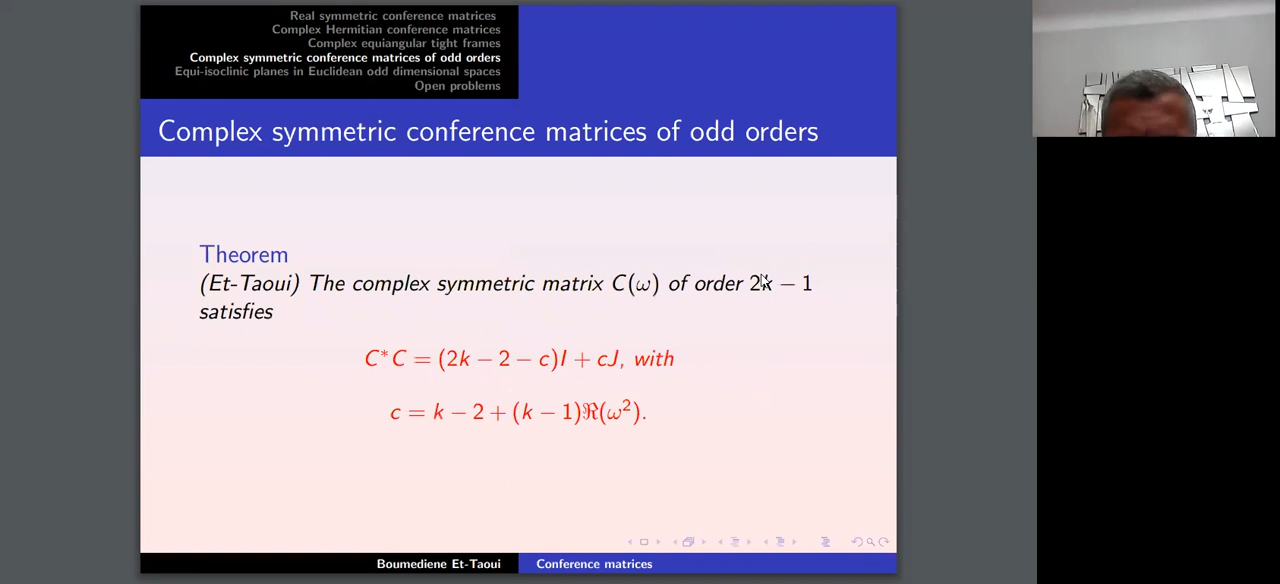 Real symmetric conference matrices
Complex Hermitian conference matrices
Complex equiangular tight frames
Complex symmetric conference matrices of odd orders
Equi-isoclinic planes in Euclidean odd dimensional spaces
Open problems
Complex symmetric conference matrices of odd orders
Theorem
(Et-Taoui) The complex symmetric matrix C(ω) of order 2k − 1
satisfies
C*C = (2k − 2 − c)I + cJ, with
c = k − 2 + (k − 1)ℜ(ω²).
Boumediene Et-Taoui Conference matrices